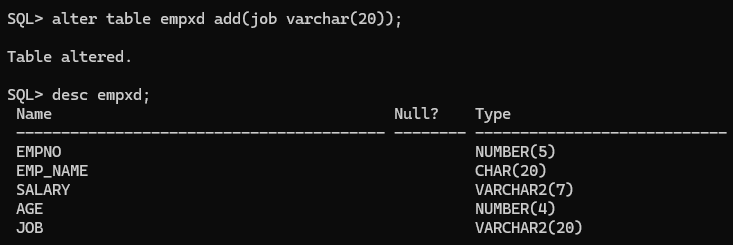 SQL> alter table empxd add(job varchar(20));
Table altered.
SQL> desc empxd;
Name Null? Type
----------------------------------------- -------- ----------------------------
EMPNO NUMBER(5)
EMP_NAME CHAR(20)
SALARY VARCHAR2(7)
AGE NUMBER(4)
JOB VARCHAR2(20)